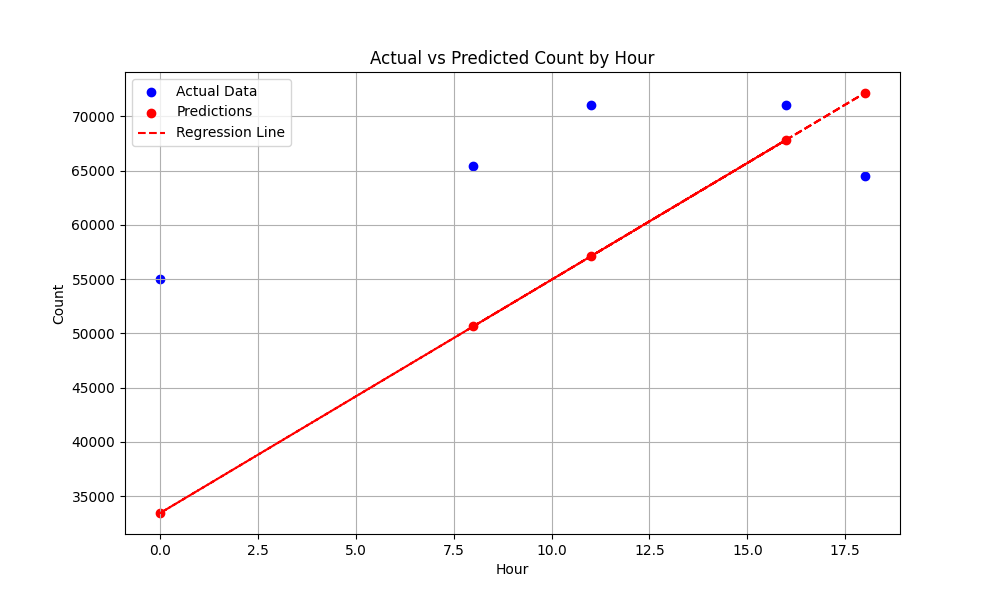 Actual vs Predicted Count by Hour
Actual Data
Predictions
Regression Line
70000
65000
60000
55000
50000
45000
40000
35000
Count
0.0 2.5 5.0 7.5 10.0 12.5 15.0 17.5
Hour